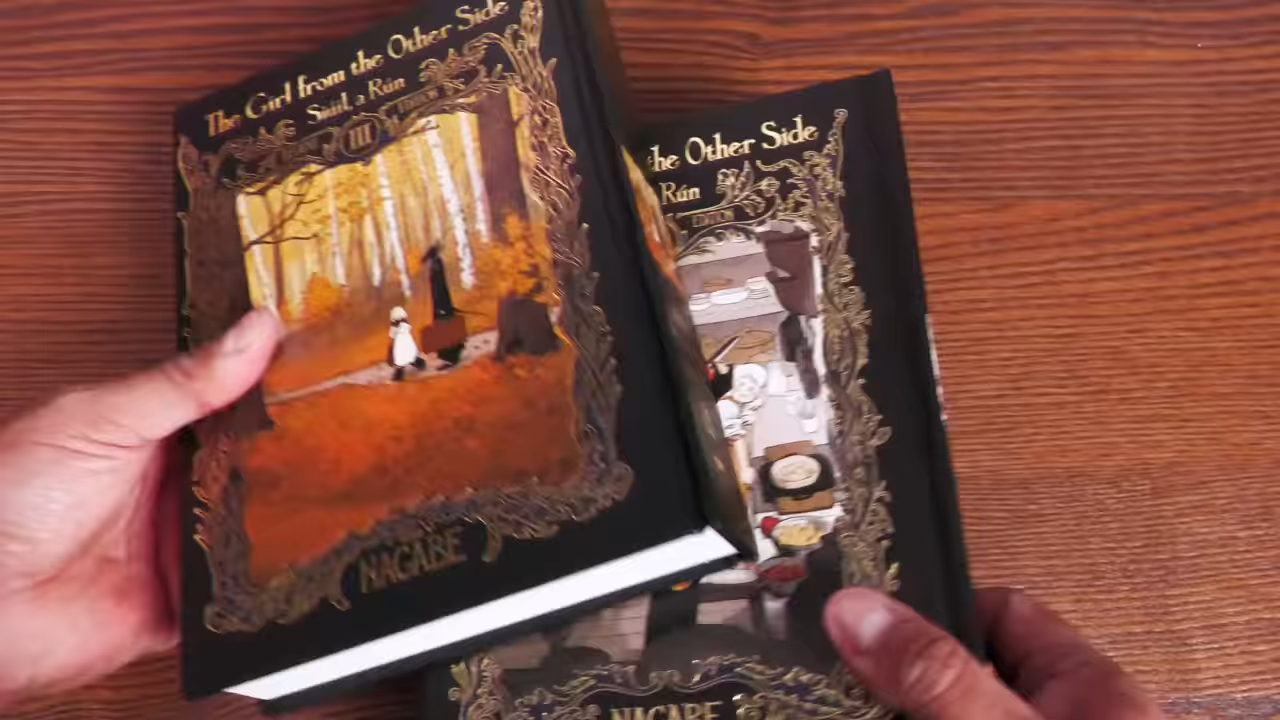 The Girl from the Other Side
Siúil, a Rún
III EDITION
NAGABE
the Other Side
Rún
EDITION
NAGABE